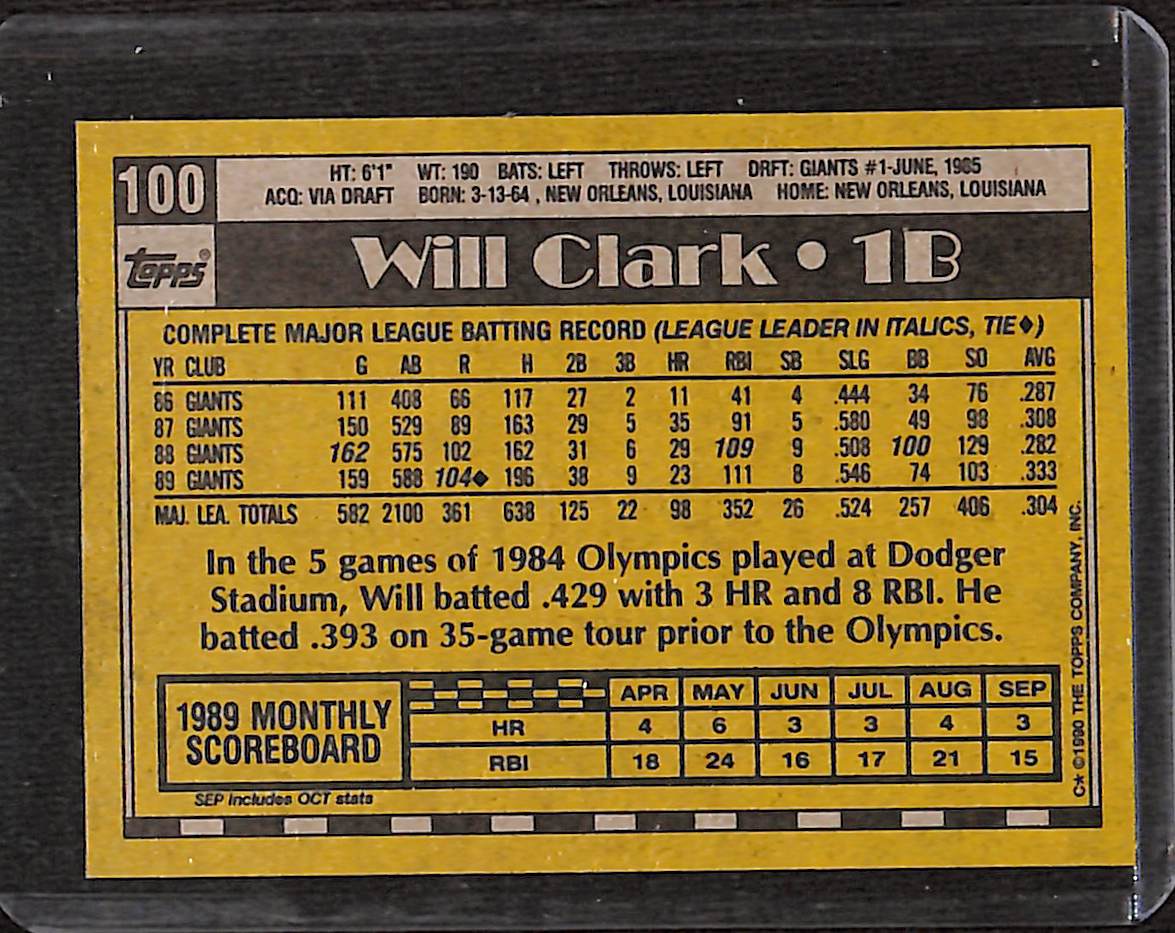 100
HT: 6'1" WT: 190 BATS: LEFT THROWS: LEFT DRFT: GIANTS #1-JUNE, 1985
ACQ: VIA DRAFT BORN: 3-13-64 , NEW ORLEANS, LOUISIANA HOME: NEW ORLEANS, LOUISIANA
Topps®
Will Clark • 1B
COMPLETE MAJOR LEAGUE BATTING RECORD (LEAGUE LEADER IN ITALICS, TIE♦)
YR CLUB G AB R H 2B 3B HR RBI SB SLG BB SO AVG
86 GIANTS 111 408 66 117 27 2 11 41 4 .444 34 76 .287
87 GIANTS 150 529 89 163 29 5 35 91 5 .580 49 98 .308
88 GIANTS 162 575 102 162 31 6 29 109 9 .508 100 129 .282
89 GIANTS 159 588 104♦ 196 38 9 23 111 8 .546 74 103 .333
MAJ. LEA. TOTALS 582 2100 361 638 125 22 98 352 26 .524 257 406 .304
In the 5 games of 1984 Olympics played at Dodger
Stadium, Will batted .429 with 3 HR and 8 RBI. He
batted .393 on 35-game tour prior to the Olympics.
1989 MONTHLY
SCOREBOARD
APR MAY JUN JUL AUG SEP
HR 4 6 3 3 4 3
RBI 18 24 16 17 21 15
SEP includes OCT stats
C* ©1990 THE TOPPS COMPANY, INC.